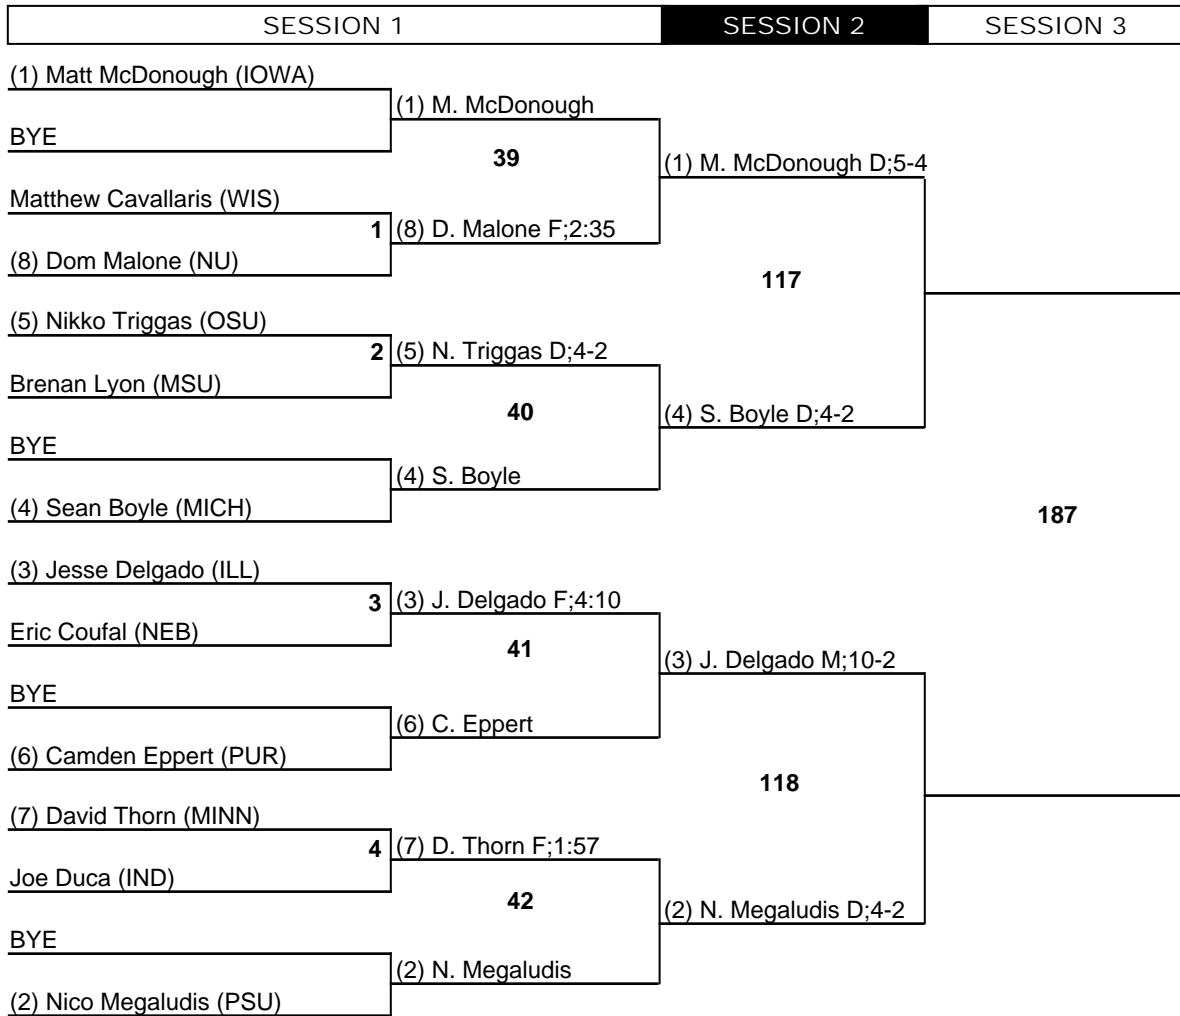 SESSION 1 SESSION 2 SESSION 3
(1) Matt McDonough (IOWA)
(1) M. McDonough
BYE
39
(1) M. McDonough D;5-4
Matthew Cavallaris (WIS)
1 (8) D. Malone F;2:35
(8) Dom Malone (NU)
117
(5) Nikko Triggas (OSU)
2 (5) N. Triggas D;4-2
Brenan Lyon (MSU)
40
(4) S. Boyle D;4-2
BYE
(4) S. Boyle
(4) Sean Boyle (MICH)
187
(3) Jesse Delgado (ILL)
3 (3) J. Delgado F;4:10
Eric Coufal (NEB)
41
(3) J. Delgado M;10-2
BYE
(6) C. Eppert
(6) Camden Eppert (PUR)
118
(7) David Thorn (MINN)
4 (7) D. Thorn F;1:57
Joe Duca (IND)
42
(2) N. Megaludis D;4-2
BYE
(2) N. Megaludis
(2) Nico Megaludis (PSU)